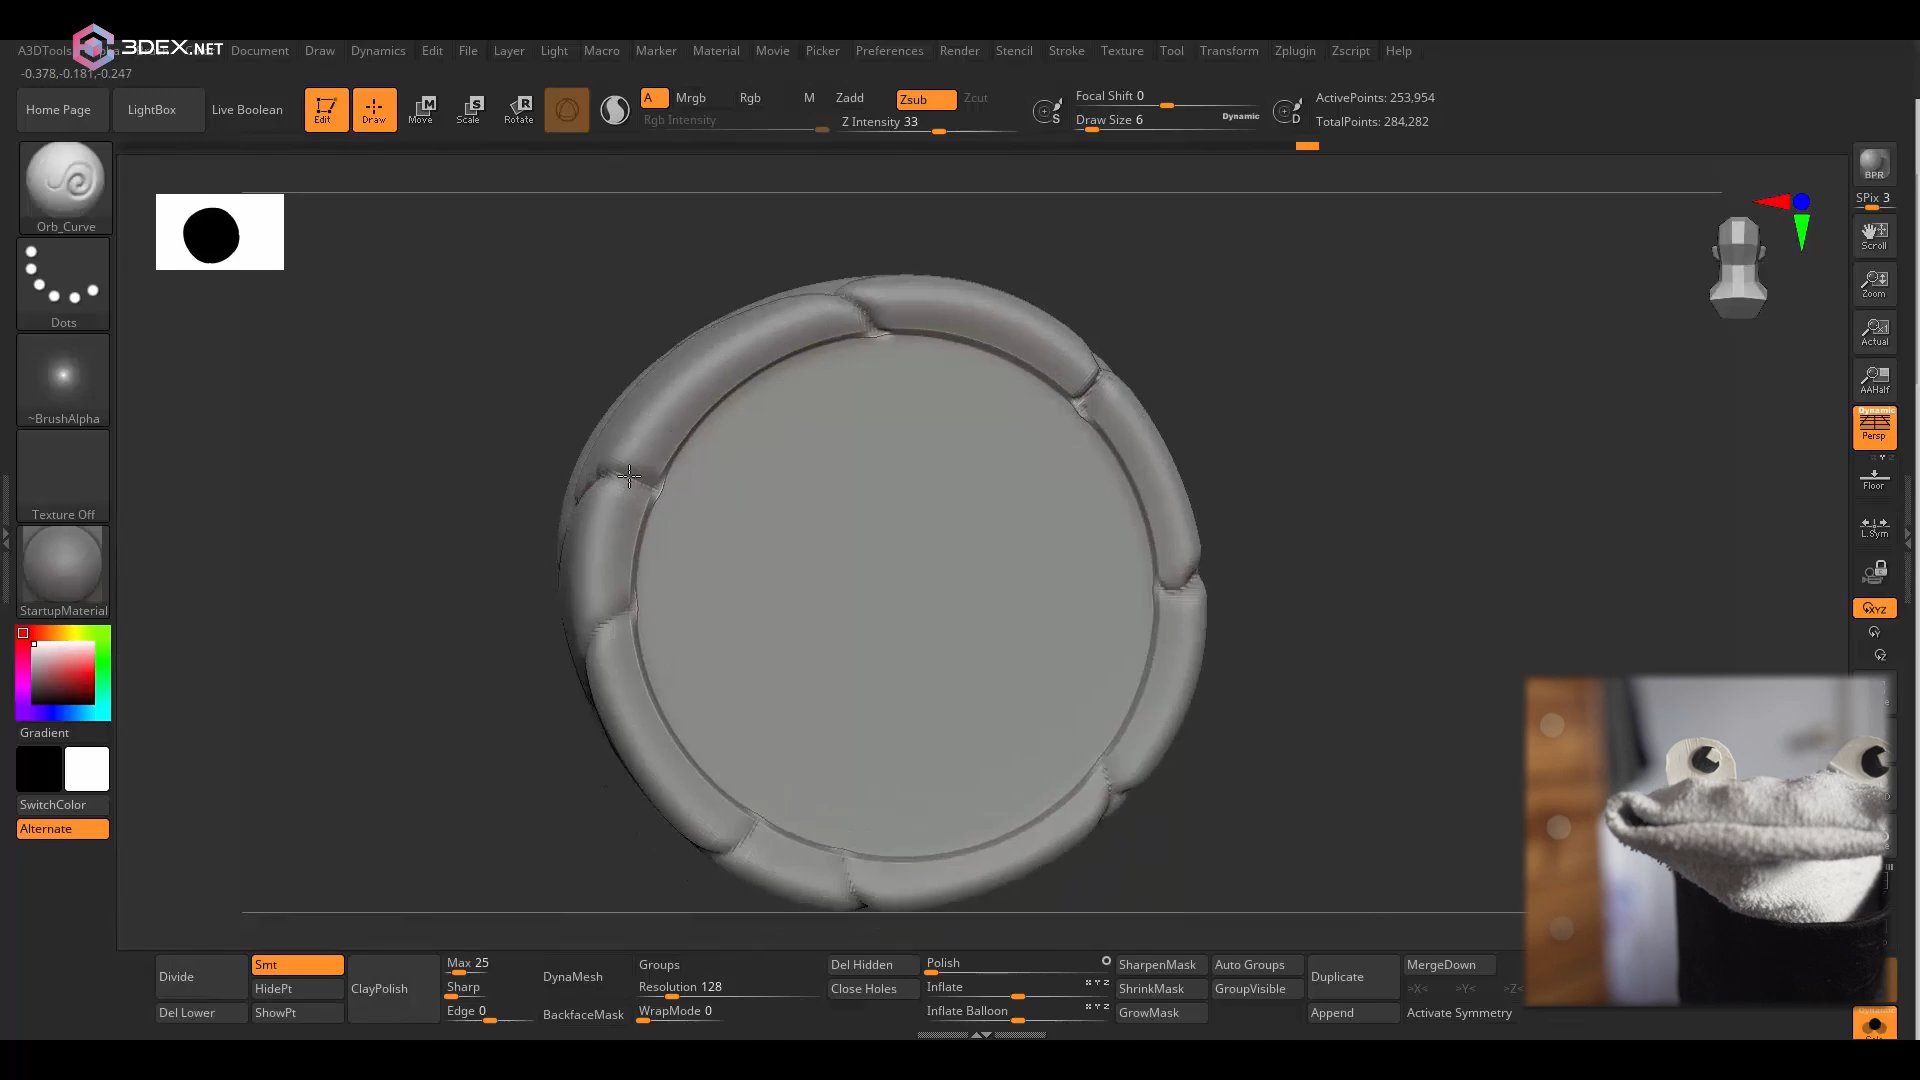 3DEX.NET
A3DTools
Document Draw Dynamics Edit File Layer Light Macro Marker Material Movie Picker Preferences Render Stencil Stroke Texture Tool Transform Zplugin Zscript Help
-0.378,-0.181,-0.247
Home Page LightBox Live Boolean Edit Draw Move Scale Rotate
M S R
A Mrgb Rgb M Zadd Zsub Zcut
Rgb Intensity Z Intensity 33
S Focal Shift 0 D
Draw Size 6 Dynamic
ActivePoints: 253,954
TotalPoints: 284,282
Orb_Curve
Dots
~BrushAlpha
Texture Off
StartupMaterial
Gradient
SwitchColor
Alternate
BPR
SPix 3
Scroll
Zoom
Actual
AAHalf
Dynamic
Persp
Floor
L.Sym
XYZ
Y
Z
Divide Smt Max 25 Groups Del Hidden Polish SharpenMask Auto Groups MergeDown
ClayPolish DynaMesh Duplicate
HidePt Sharp Resolution 128 Close Holes Inflate ShrinkMask GroupVisible >X< >Y< >Z<
Del Lower ShowPt Edge 0 BackfaceMask WrapMode 0 Inflate Balloon GrowMask Append Activate Symmetry